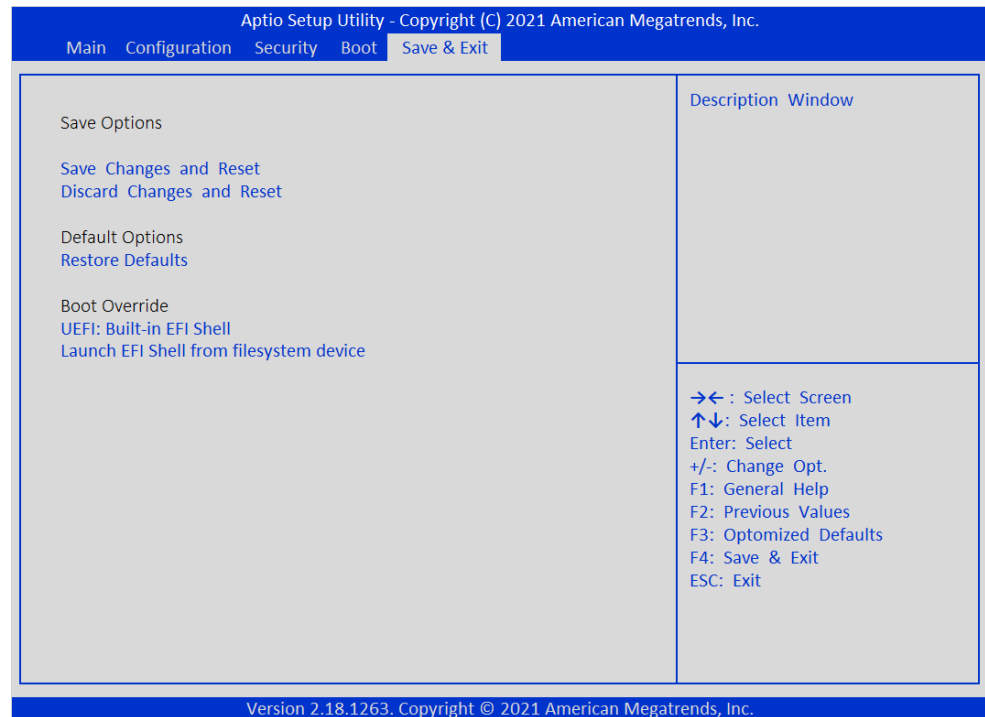 Aptio Setup Utility - Copyright (C) 2021 American Megatrends, Inc.
Main Configuration Security Boot Save & Exit
Save Options
Save Changes and Reset
Discard Changes and Reset
Default Options
Restore Defaults
Boot Override
UEFI: Built-in EFI Shell
Launch EFI Shell from filesystem device
Description Window
→← : Select Screen
↑↓: Select Item
Enter: Select
+/-: Change Opt.
F1: General Help
F2: Previous Values
F3: Optomized Defaults
F4: Save & Exit
ESC: Exit
Version 2.18.1263. Copyright © 2021 American Megatrends, Inc.